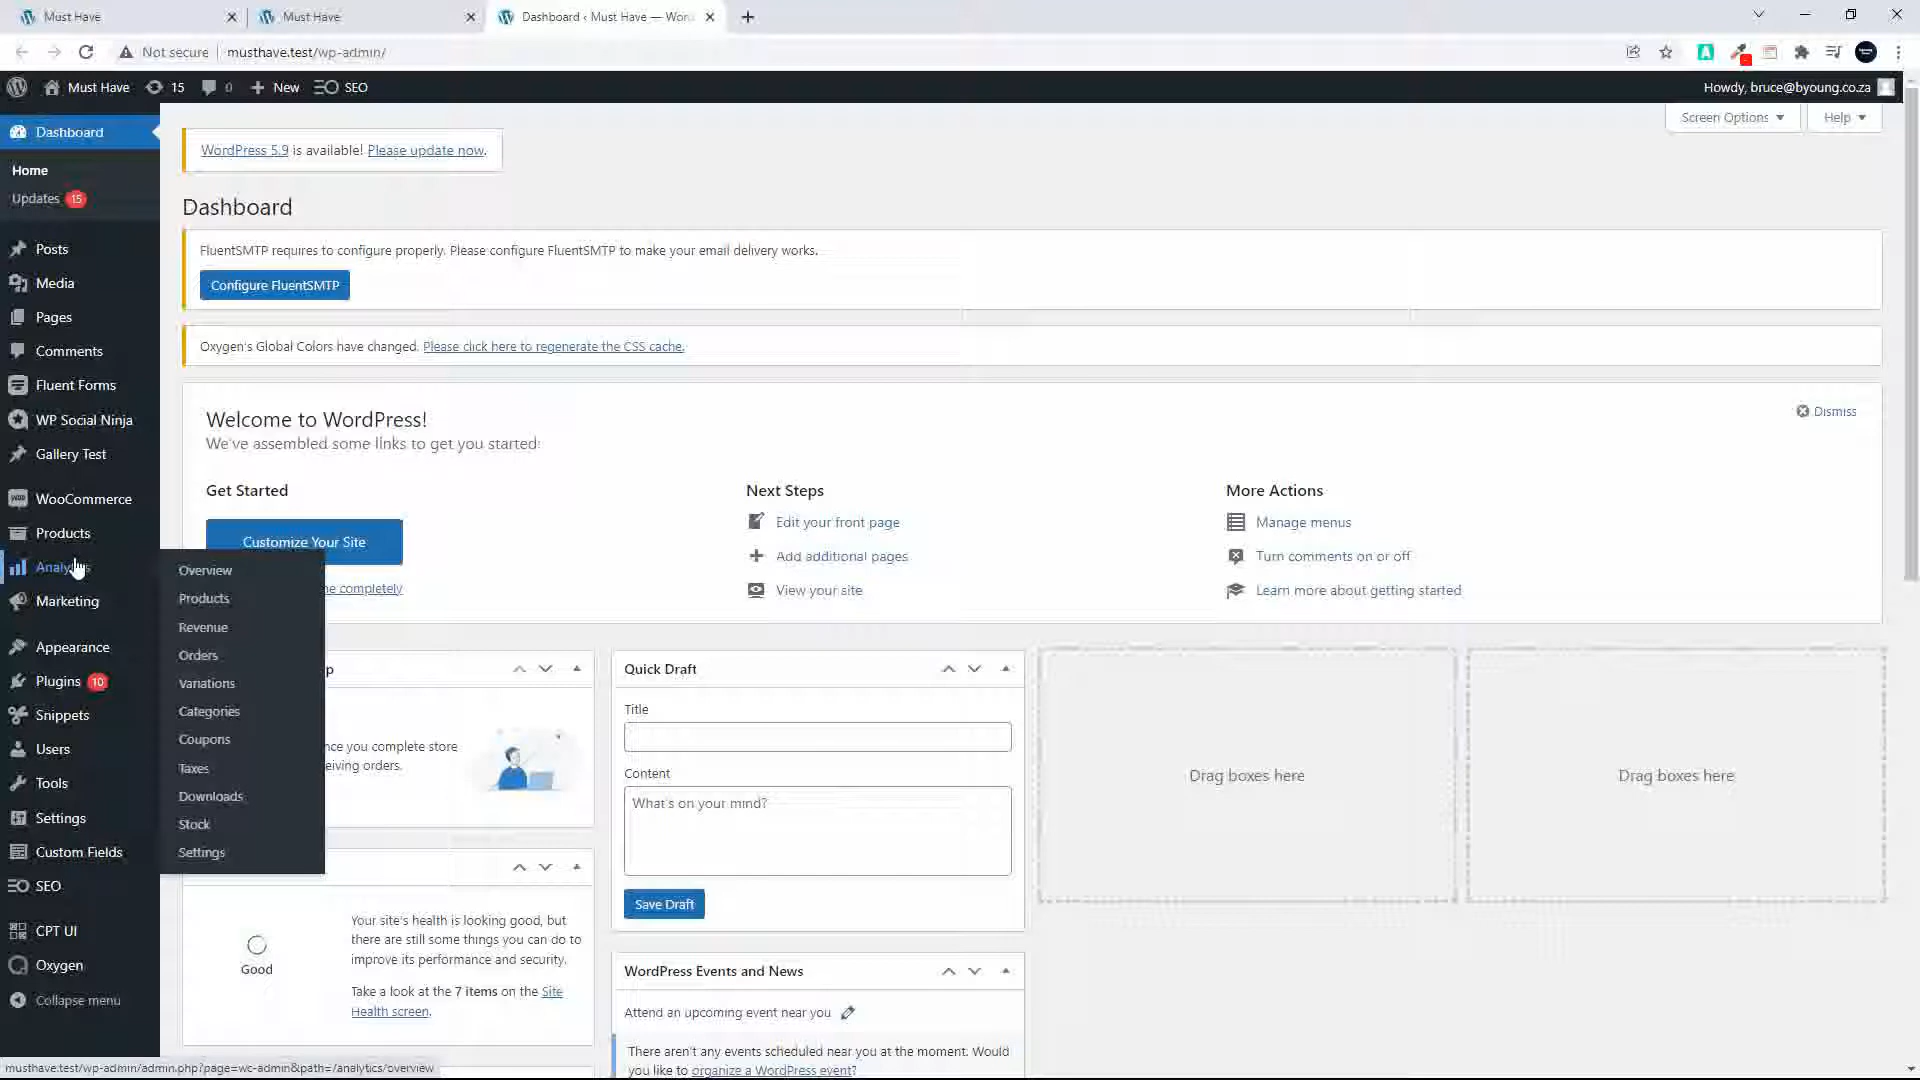 Must Have
Must Have
Dashboard ‹ Must Have — Wor
Not secure
musthave.test/wp-admin/
Must Have
15
0
New
SEO
Howdy, bruce@byoung.co.za
Dashboard
Home
Updates 15
Posts
Media
Pages
Comments
Fluent Forms
WP Social Ninja
Gallery Test
WooCommerce
Products
Marketing
Appearance
Plugins 10
Snippets
Users
Tools
Settings
Custom Fields
SEO
CPT UI
Oxygen
Collapse menu
Overview
Products
Revenue
Orders
Variations
Categories
Coupons
Taxes
Downloads
Stock
Settings
Screen Options
Help
WordPress 5.9 is available! Please update now.
Dashboard
FluentSMTP requires to configure properly. Please configure FluentSMTP to make your email delivery works.
Configure FluentSMTP
Oxygen's Global Colors have changed. Please click here to regenerate the CSS cache.
Welcome to WordPress!
We've assembled some links to get you started:
Dismiss
Get Started
Customize Your Site
completely
Next Steps
Edit your front page
Add additional pages
View your site
More Actions
Manage menus
Turn comments on or off
Learn more about getting started
you complete store
orders.
Your site's health is looking good, but
there are still some things you can do to
improve its performance and security.
Good
Take a look at the 7 items on the Site
Health screen.
Quick Draft
Title
Content
What's on your mind?
Save Draft
WordPress Events and News
Attend an upcoming event near you
There aren't any events scheduled near you at the moment. Would
you like to organize a WordPress event?
Drag boxes here
Drag boxes here
musthave.test/wp-admin/admin.php?page=wc-admin&path=/analytics/overview